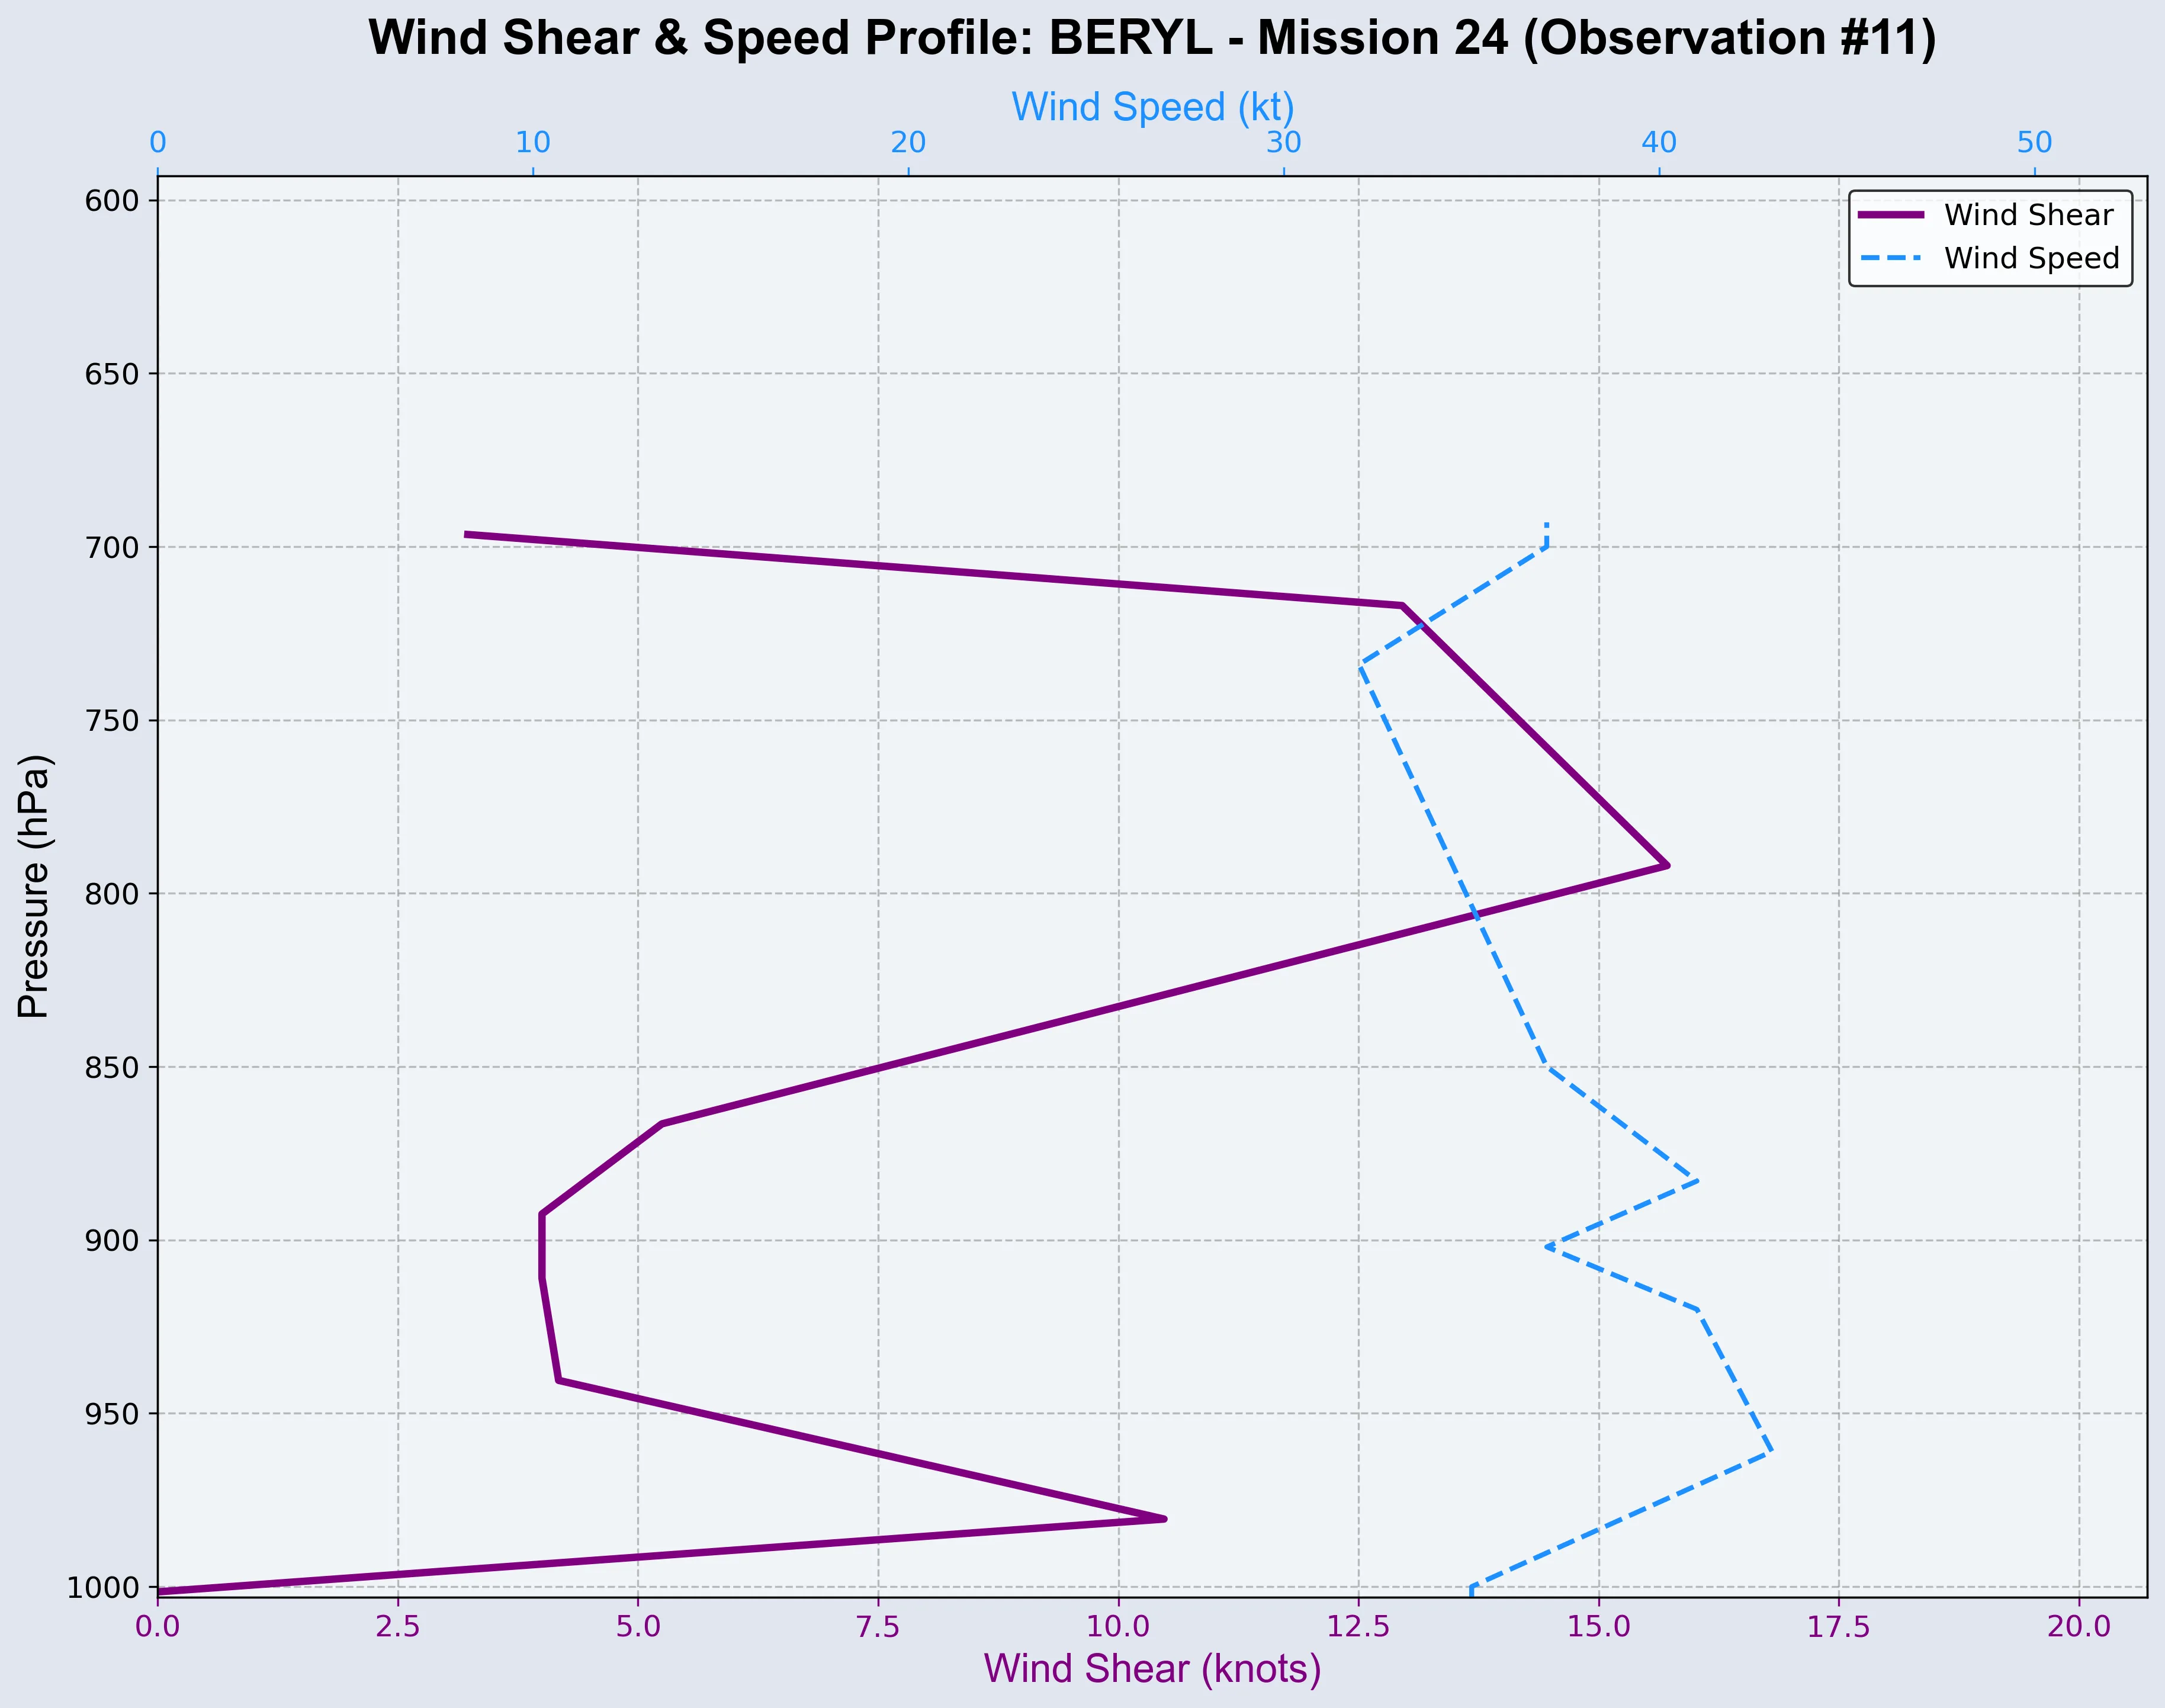 Wind Shear & Speed Profile: BERYL - Mission 24 (Observation #11)
Wind Speed (kt)
0 10 20 30 40 50
Wind Shear
Wind Speed
Pressure (hPa)
600
650
700
750
800
850
900
950
1000
0.0 2.5 5.0 7.5 10.0 12.5 15.0 17.5 20.0
Wind Shear (knots)